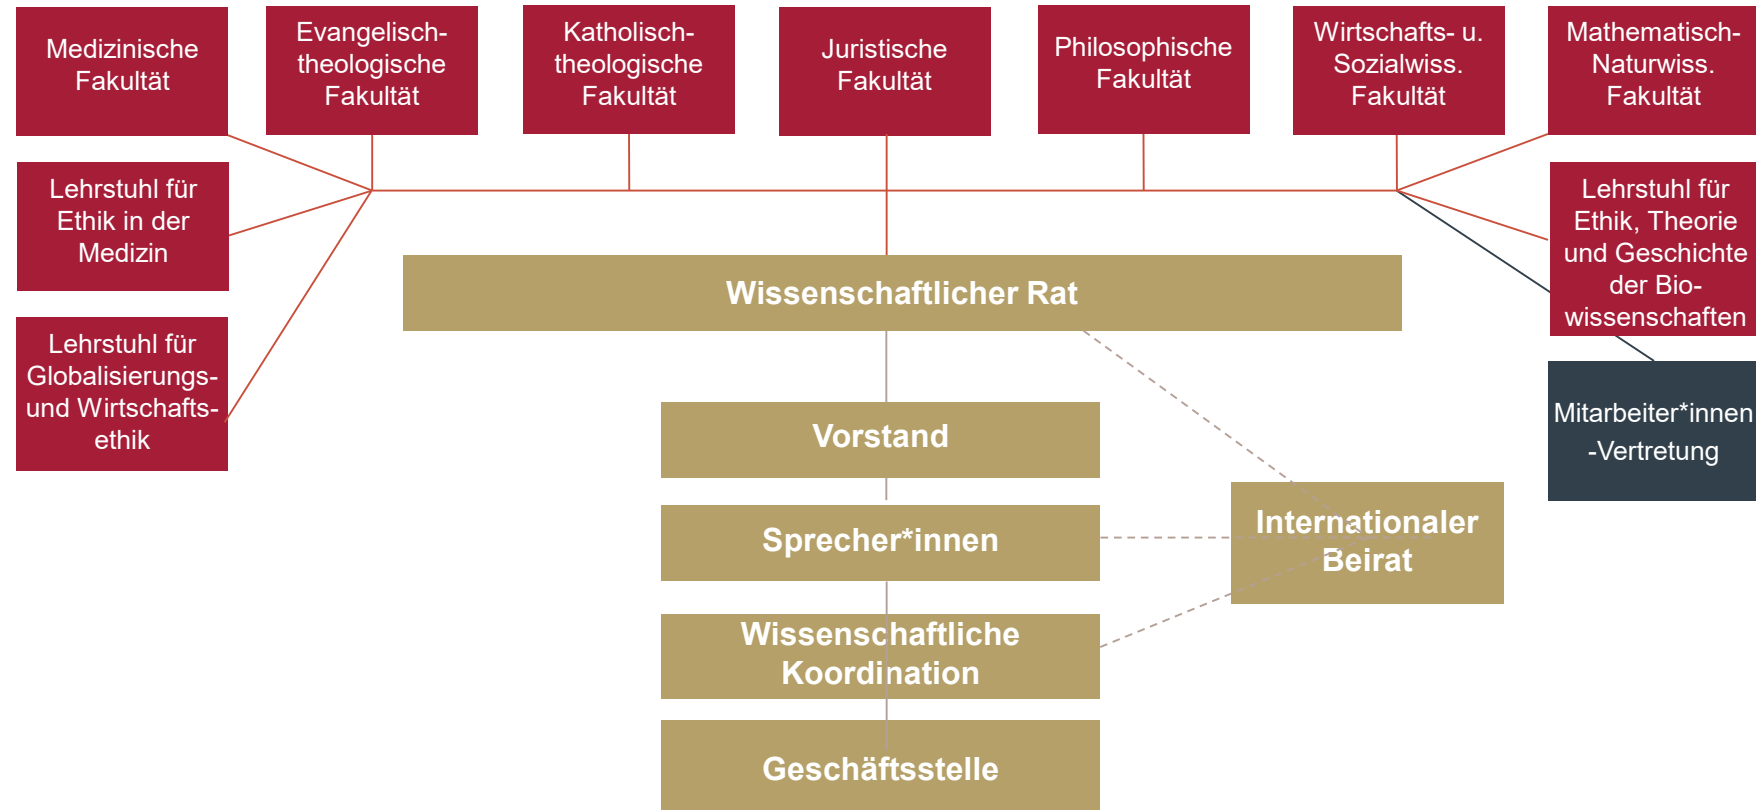 Medizinische
Fakultät
Evangelisch-
theologische
Fakultät
Katholisch-
theologische
Fakultät
Juristische
Fakultät
Philosophische
Fakultät
Wirtschafts- u.
Sozialwiss.
Fakultät
Mathematisch-
Naturwiss.
Fakultät
Lehrstuhl für
Ethik in der
Medizin
Lehrstuhl für
Ethik, Theorie
und Geschichte
der Bio-
wissenschaften
Wissenschaftlicher Rat
Lehrstuhl für
Globalisierungs-
und Wirtschafts-
ethik
Mitarbeiter*innen
-Vertretung
Vorstand
Sprecher*innen
Internationaler
Beirat
Wissenschaftliche
Koordination
Geschäftsstelle